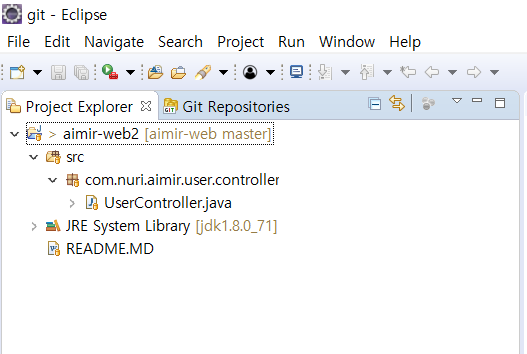 git - Eclipse
File Edit Navigate Search Project Run Window Help
Project Explorer Git Repositories
> aimir-web2 [aimir-web master]
src
com.nuri.aimir.user.controller
UserController.java
JRE System Library [jdk1.8.0_71]
README.MD